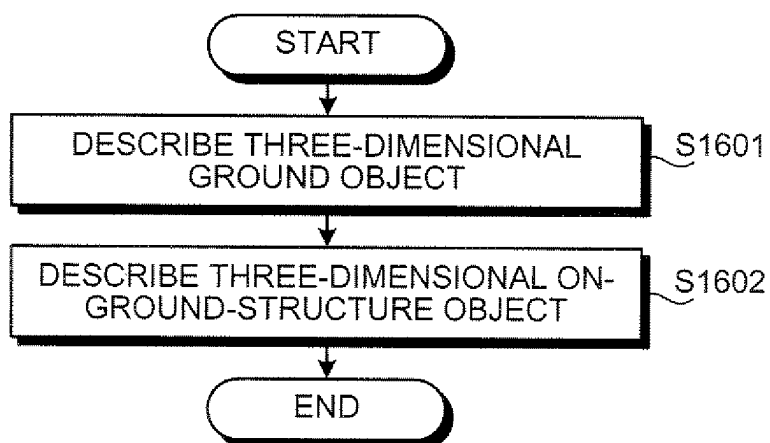 START
DESCRIBE THREE-DIMENSIONAL
GROUND OBJECT
S1601
DESCRIBE THREE-DIMENSIONAL ON-
GROUND-STRUCTURE OBJECT
S1602
END